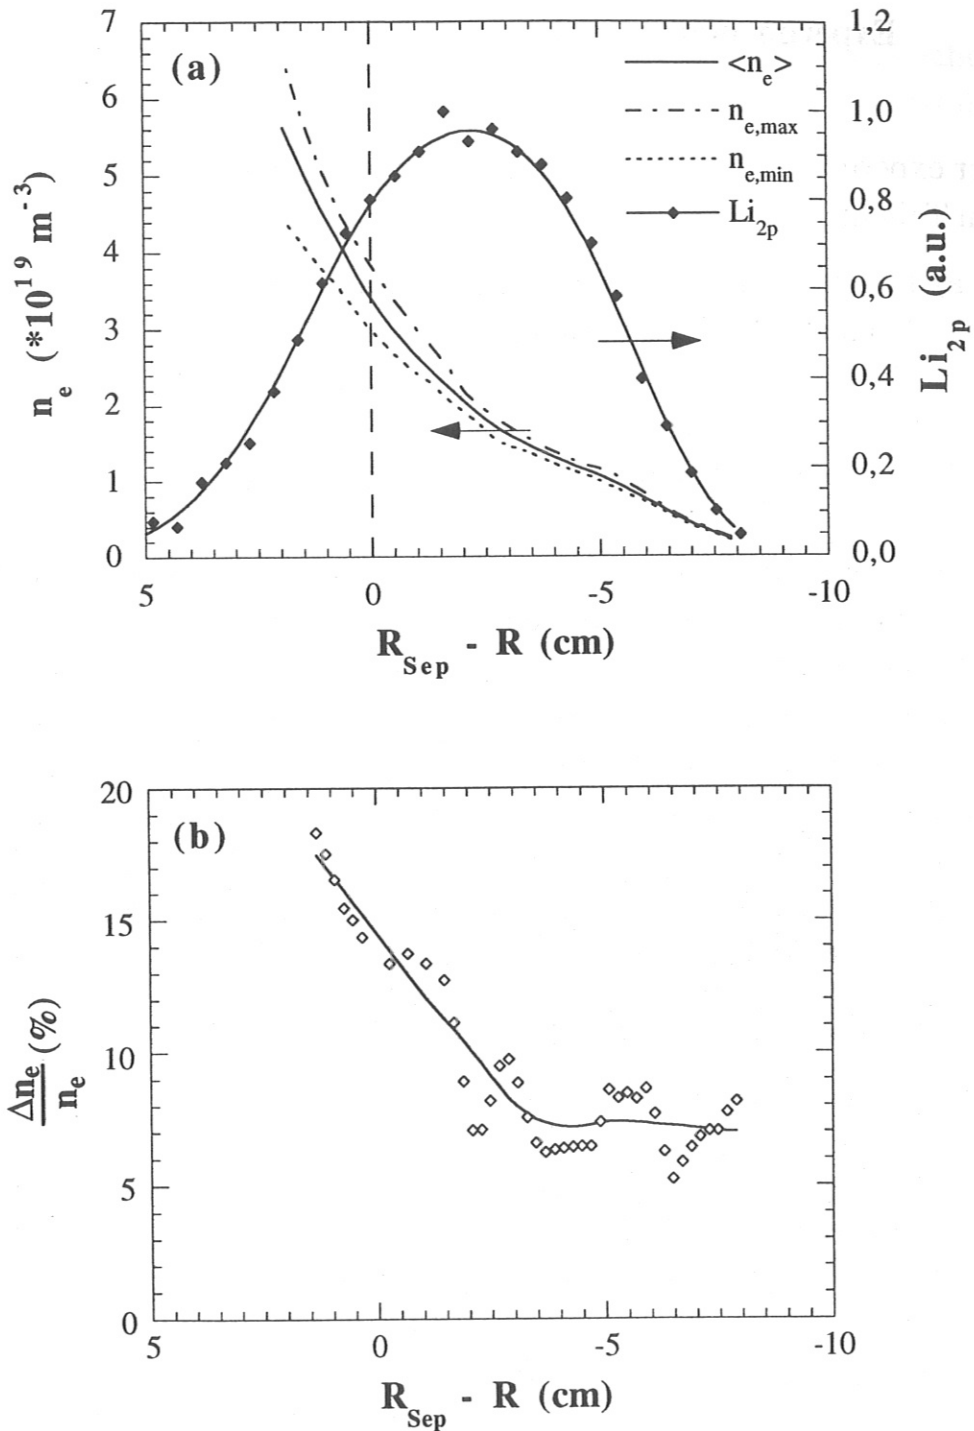 (a)
<n_e>
n_e,max
n_e,min
Li_2p
7
6
5
4
3
2
1
0
1,2
1,0
0,8
0,6
0,4
0,2
0,0
n_e (*10^19 m^-3)
Li_2p (a.u.)
5 0 -5 -10
R_Sep - R (cm)
(b)
20
15
10
5
0
Δn_e/n_e (%)
5 0 -5 -10
R_Sep - R (cm)